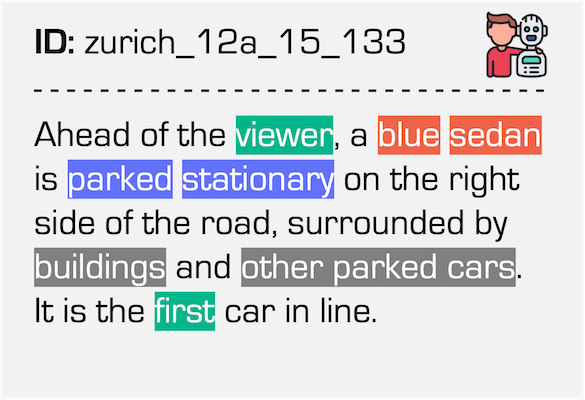 ID: zurich_12a_15_133
Ahead of the viewer, a blue sedan
is parked stationary on the right
side of the road, surrounded by
buildings and other parked cars.
It is the first car in line.